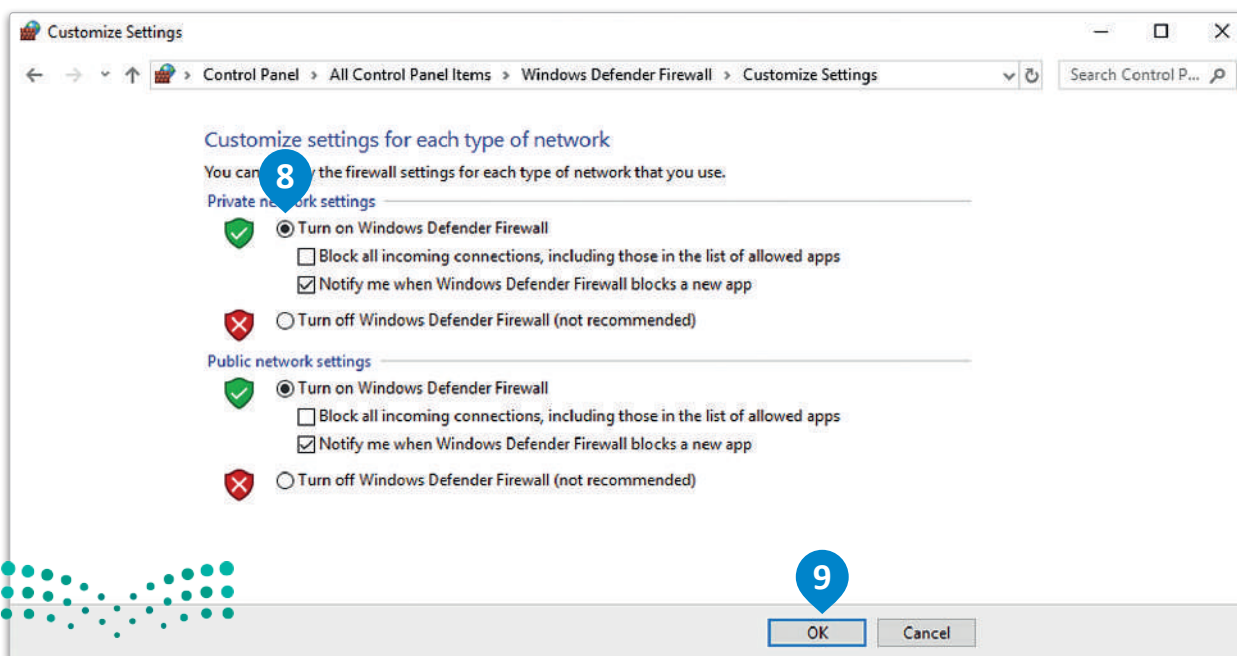 Customize Settings
Control Panel > All Control Panel Items > Windows Defender Firewall > Customize Settings
Search Control P...
Customize settings for each type of network
You can the firewall settings for each type of network that you use.
8
Private network settings
Turn on Windows Defender Firewall
Block all incoming connections, including those in the list of allowed apps
Notify me when Windows Defender Firewall blocks a new app
Turn off Windows Defender Firewall (not recommended)
Public network settings
Turn on Windows Defender Firewall
Block all incoming connections, including those in the list of allowed apps
Notify me when Windows Defender Firewall blocks a new app
Turn off Windows Defender Firewall (not recommended)
9
OK Cancel